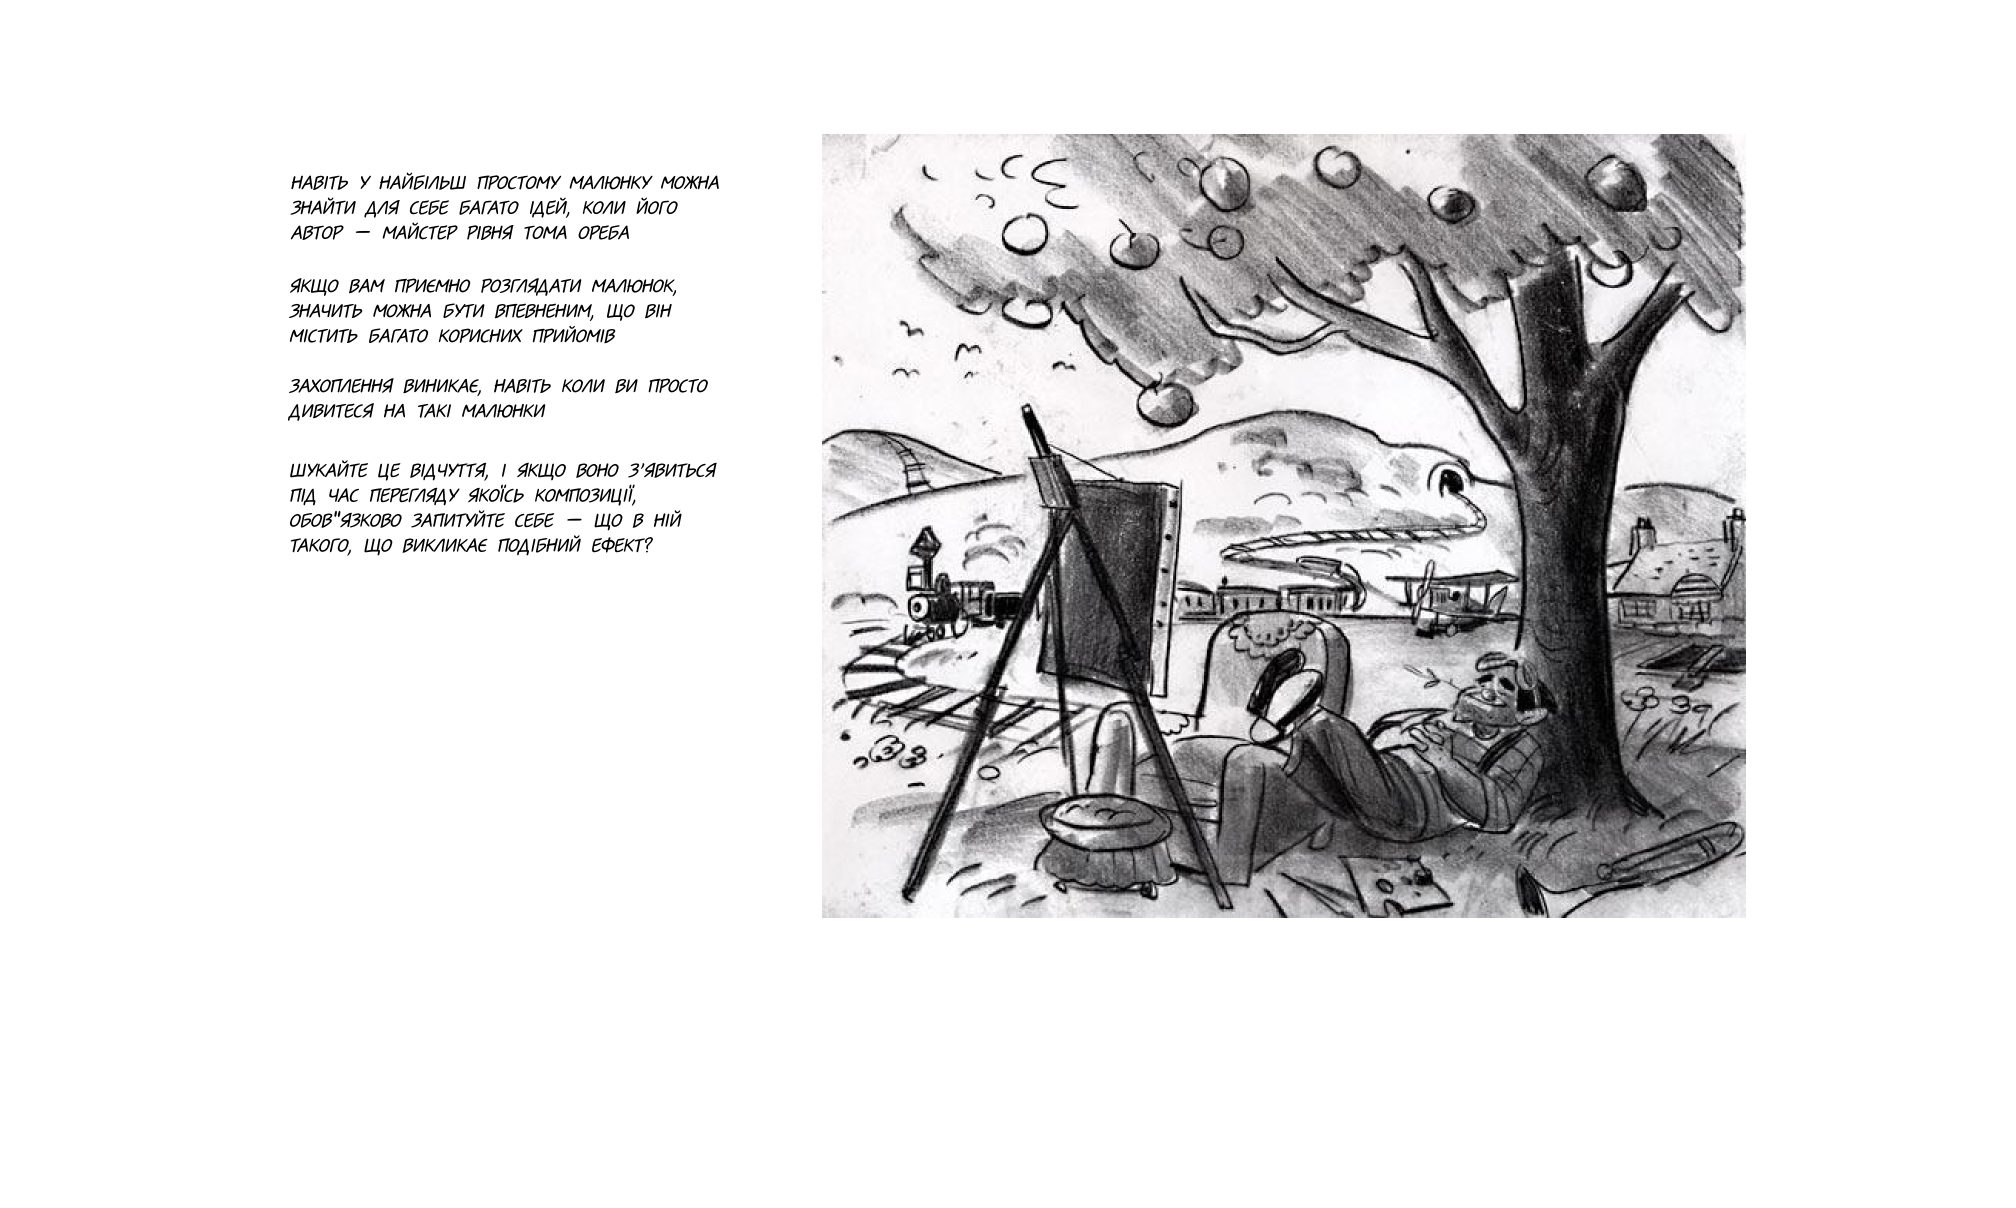 НАВІТЬ У НАЙБІЛЬШ ПРОСТОМУ МАЛЮНКУ МОЖНА
ЗНАЙТИ ДЛЯ СЕБЕ БАГАТО ІДЕЙ, КОЛИ ЙОГО
АВТОР — МАЙСТЕР РІВНЯ ТОМА ОРЕБА
ЯКЩО ВАМ ПРИЄМНО РОЗГЛЯДАТИ МАЛЮНОК,
ЗНАЧИТЬ МОЖНА БУТИ ВПЕВНЕНИМ, ЩО ВІН
МІСТИТЬ БАГАТО КОРИСНИХ ПРИЙОМІВ
ЗАХОПЛЕННЯ ВИНИКАЄ, НАВІТЬ КОЛИ ВИ ПРОСТО
ДИВИТЕСЯ НА ТАКІ МАЛЮНКИ
ШУКАЙТЕ ЦЕ ВІДЧУТТЯ, І ЯКЩО ВОНО З'ЯВИТЬСЯ
ПІД ЧАС ПЕРЕГЛЯДУ ЯКОЇСЬ КОМПОЗИЦІЇ,
ОБОВ"ЯЗКОВО ЗАПИТУЙТЕ СЕБЕ — ЩО В НІЙ
ТАКОГО, ЩО ВИКЛИКАЄ ПОДІБНИЙ ЕФЕКТ?